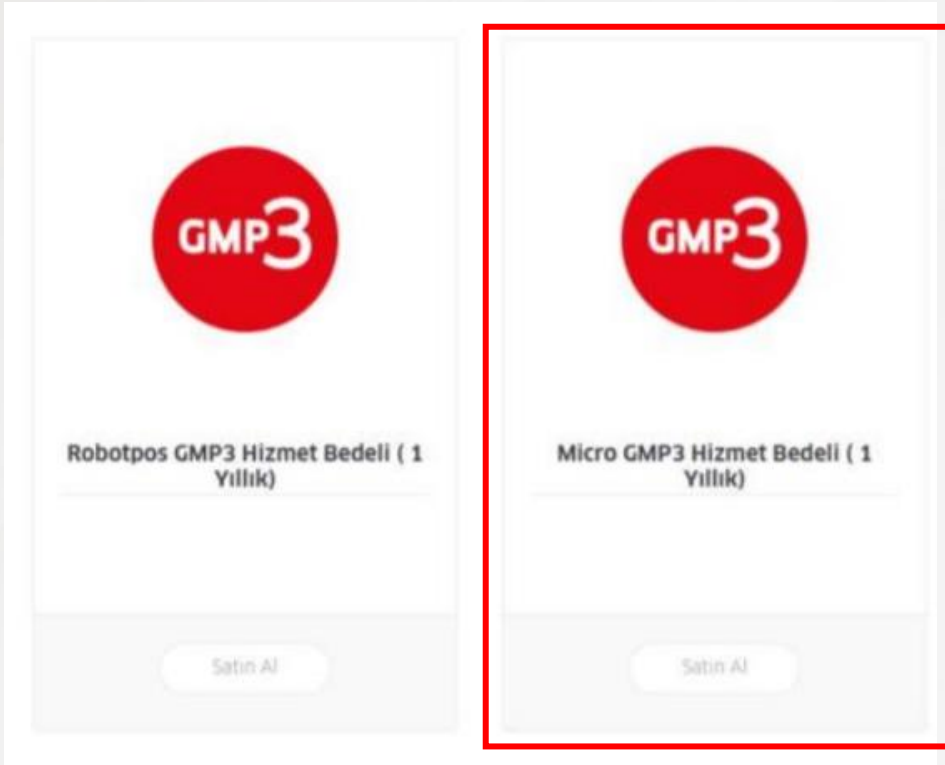 GMP3
Robotpos GMP3 Hizmet Bedeli ( 1
Yıllık)
Satın Al
GMP3
Micro GMP3 Hizmet Bedeli ( 1
Yıllık)
Satın Al